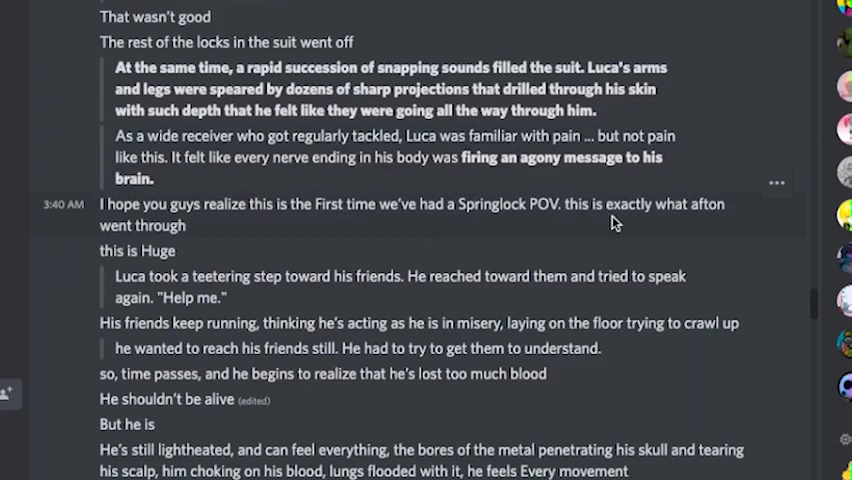 That wasn't good
The rest of the locks in the suit went off
At the same time, a rapid succession of snapping sounds filled the suit. Luca's arms
and legs were speared by dozens of sharp projections that drilled through his skin
with such depth that he felt like they were going all the way through him.
As a wide receiver who got regularly tackled, Luca was familiar with pain ... but not pain
like this. It felt like every nerve ending in his body was firing an agony message to his
brain.
3:40 AM I hope you guys realize this is the First time we've had a Springlock POV. this is exactly what afton
went through
this is Huge
Luca took a teetering step toward his friends. He reached toward them and tried to speak
again. "Help me."
His friends keep running, thinking he's acting as he is in misery, laying on the floor trying to crawl up
he wanted to reach his friends still. He had to try to get them to understand.
so, time passes, and he begins to realize that he's lost too much blood
He shouldn't be alive (edited)
But he is
He's still lightheated, and can feel everything, the bores of the metal penetrating his skull and tearing
his scalp, him choking on his blood, lungs flooded with it, he feels Every movement